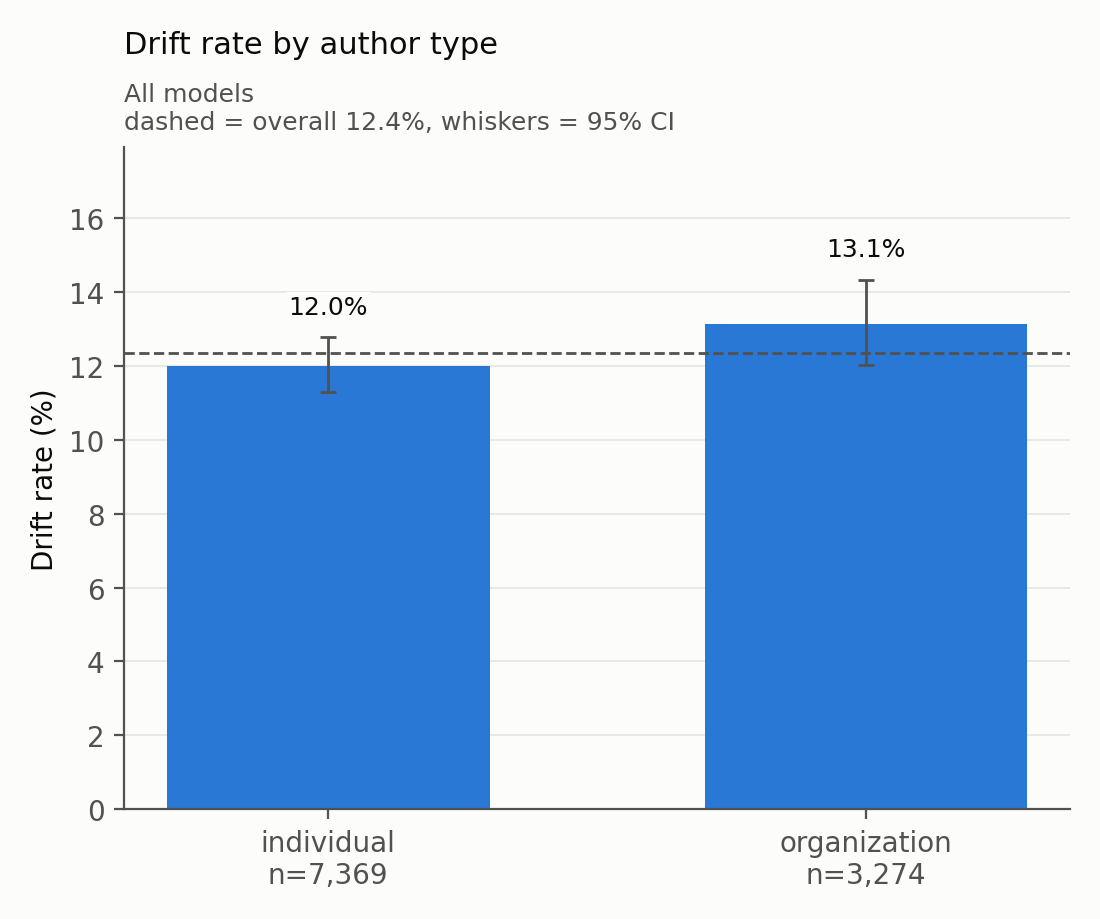 Drift rate by author type
All models
dashed = overall 12.4%, whiskers = 95% CI
Drift rate (%)
16
14
12
10
8
6
4
2
0
12.0%
13.1%
individual
n=7,369
organization
n=3,274